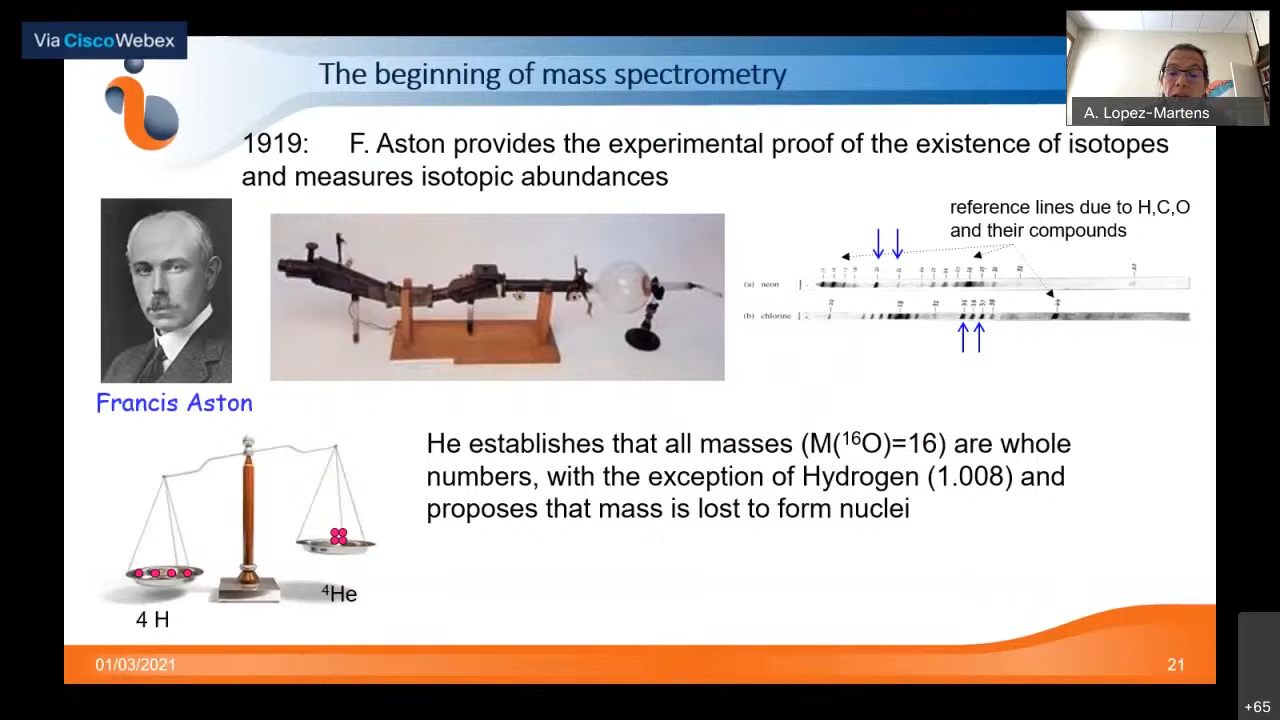 Via Cisco Webex
The beginning of mass spectrometry
A. Lopez-Martens
1919: F. Aston provides the experimental proof of the existence of isotopes
and measures isotopic abundances
reference lines due to H,C,O
and their compounds
(a) neon
(b) chlorine
Francis Aston
He establishes that all masses (M(¹⁶O)=16) are whole
numbers, with the exception of Hydrogen (1.008) and
proposes that mass is lost to form nuclei
⁴He
4 H
01/03/2021
21
+65